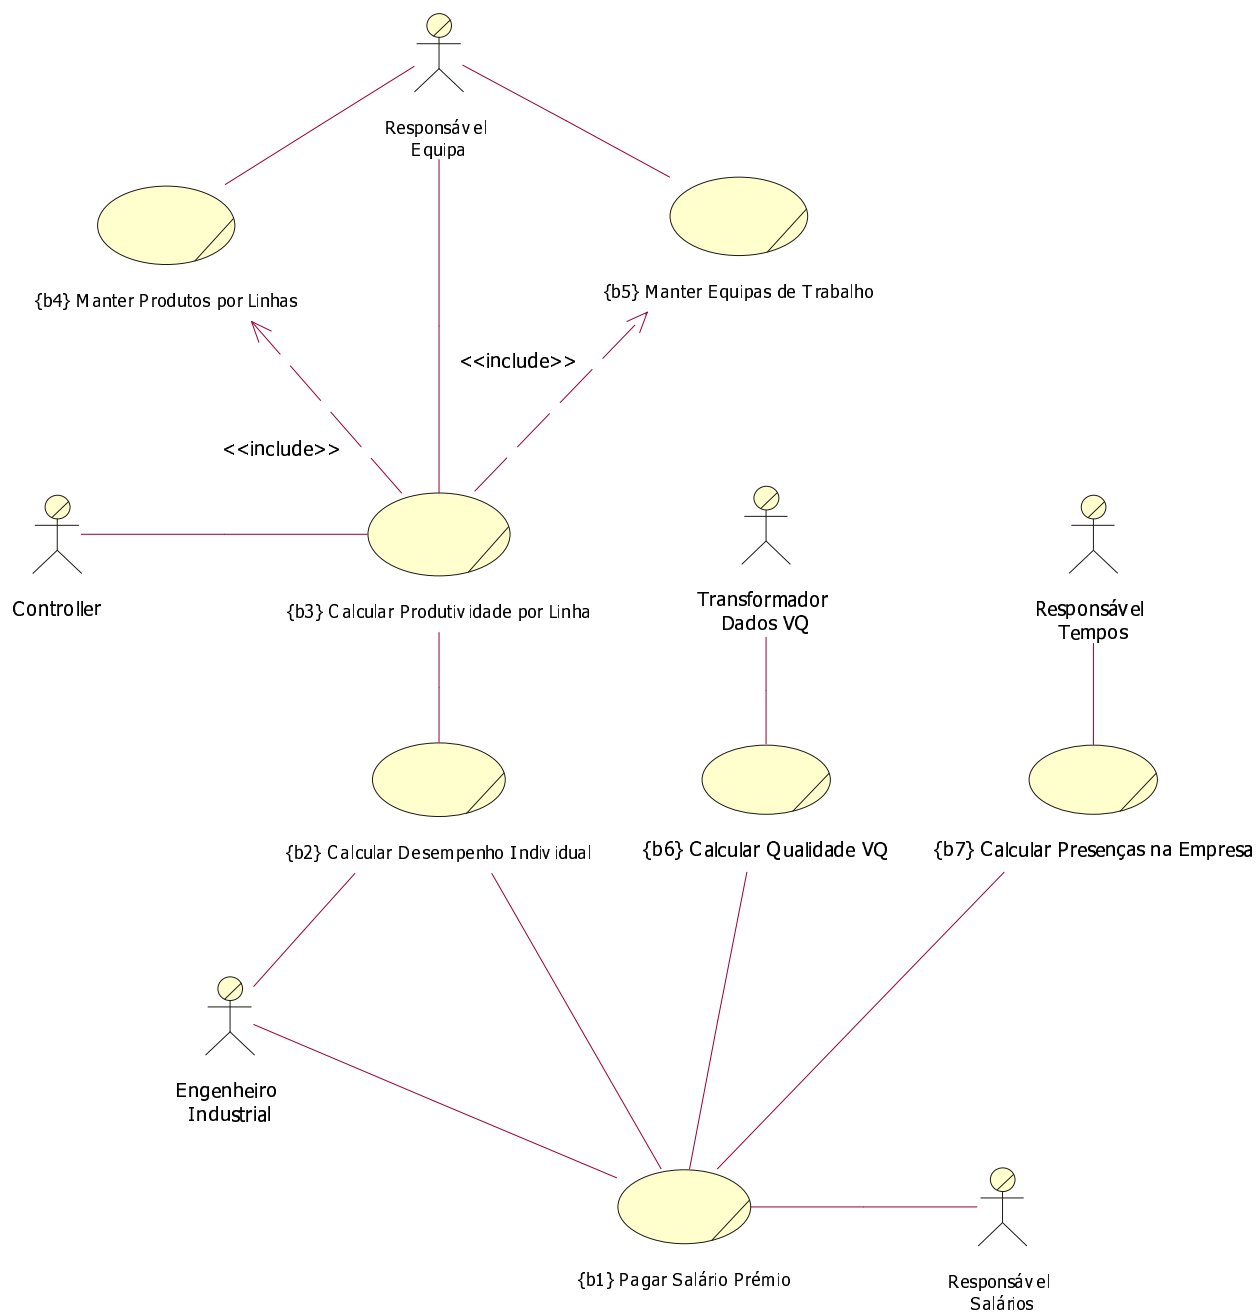 Responsável
Equipa
{b4} Manter Produtos por Linhas
{b5} Manter Equipas de Trabalho
<<include>>
<<include>>
Controller
{b3} Calcular Produtividade por Linha
Transformador
Dados VQ
Responsável
Tempos
{b2} Calcular Desempenho Individual
{b6} Calcular Qualidade VQ
{b7} Calcular Presenças na Empresa
Engenheiro
Industrial
{b1} Pagar Salário Prémio
Responsável
Salários